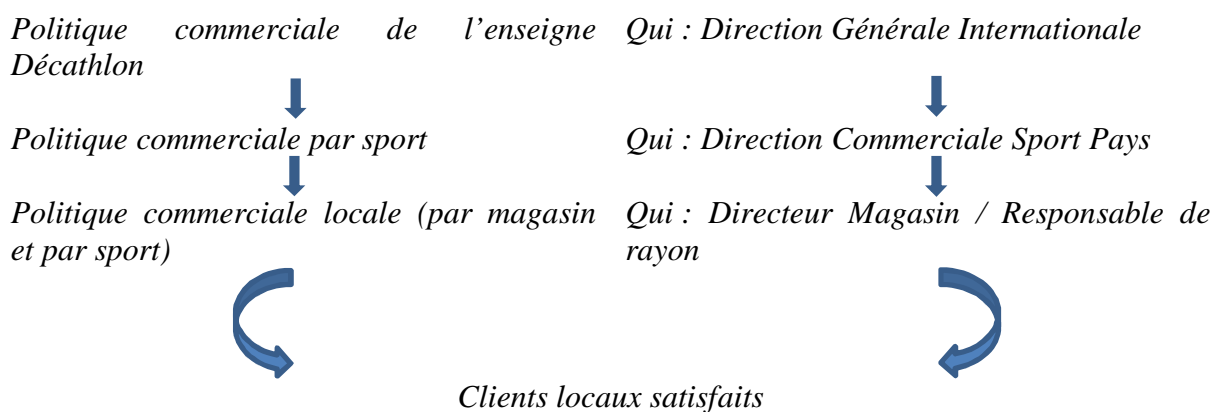 Politique commerciale de l'enseigne
Décathlon
Qui : Direction Générale Internationale
Politique commerciale par sport
Qui : Direction Commerciale Sport Pays
Politique commerciale locale (par magasin
et par sport)
Qui : Directeur Magasin / Responsable de
rayon
Clients locaux satisfaits